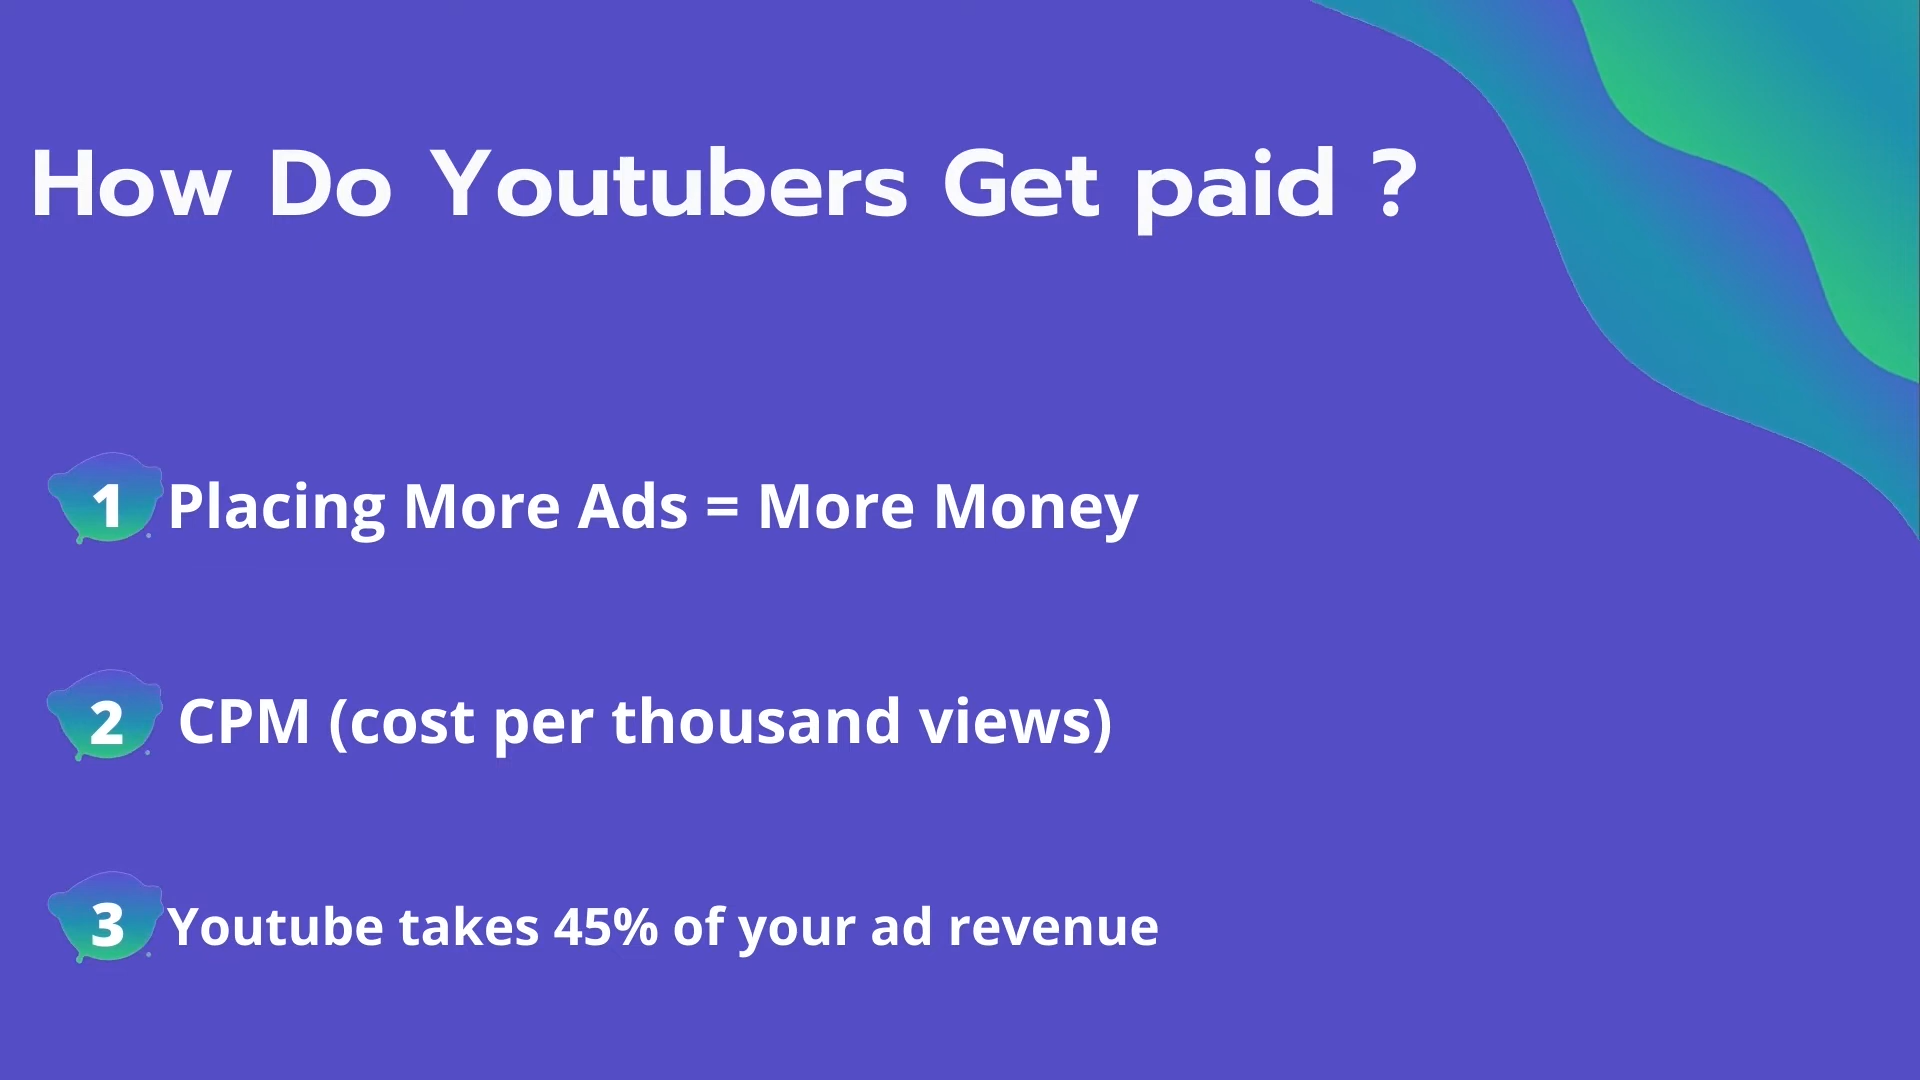 How Do Youtubers Get paid ?
1 Placing More Ads = More Money
2 CPM (cost per thousand views)
3 Youtube takes 45% of your ad revenue